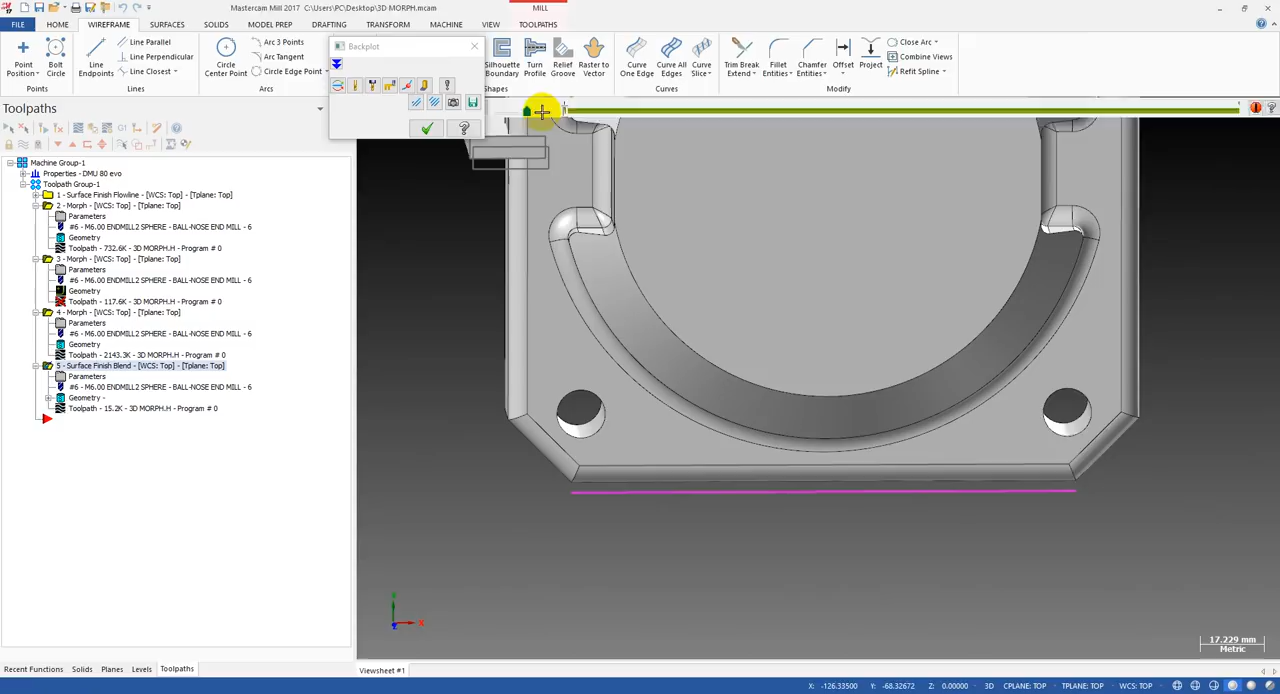 Mastercam Mill 2017 C:\Users\PC\Desktop\3D-MORPH.mcam
MILL
FILE HOME WIREFRAME SURFACES SOLIDS MODEL PREP DRAFTING TRANSFORM MACHINE VIEW TOOLPATHS
Point Position
Bolt Circle
Points
Line Endpoints
Line Parallel
Line Perpendicular
Line Closest
Lines
Circle Center Point
Arc 3 Points
Arc Tangent
Circle Edge Point
Arcs
Backplot
Silhouette Boundary
Turn Profile
Relief Groove
Raster to Vector
Shapes
Curve One Edge
Curve All Edges
Curve Slice
Curves
Trim Break Extend
Fillet Entities
Chamfer Entities
Offset
Project
Close Arc
Combine Views
Refit Spline
Modify
Toolpaths
Machine Group-1
Properties - DMU 80 evo
Toolpath Group-1
1 - Surface Finish Flowline - [WCS: Top] - [Tplane: Top]
2 - Morph - [WCS: Top] - [Tplane: Top]
Parameters
#6 - M6.00 ENDMILL2 SPHERE - BALL-NOSE END MILL - 6
Geometry
Toolpath - 732.6K - 3D MORPH.H - Program # 0
3 - Morph - [WCS: Top] - [Tplane: Top]
Parameters
#6 - M6.00 ENDMILL2 SPHERE - BALL-NOSE END MILL - 6
Geometry
Toolpath - 117.6K - 3D MORPH.H - Program # 0
4 - Morph - [WCS: Top] - [Tplane: Top]
Parameters
#6 - M6.00 ENDMILL2 SPHERE - BALL-NOSE END MILL - 6
Geometry
Toolpath - 2143.3K - 3D MORPH.H - Program # 0
5 - Surface Finish Blend - [WCS: Top] - [Tplane: Top]
Parameters
#6 - M6.00 ENDMILL2 SPHERE - BALL-NOSE END MILL - 6
Geometry -
Toolpath - 15.2K - 3D MORPH.H - Program # 0
X
17.229 mm
Metric
Recent Functions Solids Planes Levels Toolpaths
Viewsheet #1
X: -126.33500 Y: -68.32672 Z: 0.00000 3D CPLANE: TOP TPLANE: TOP WCS: TOP